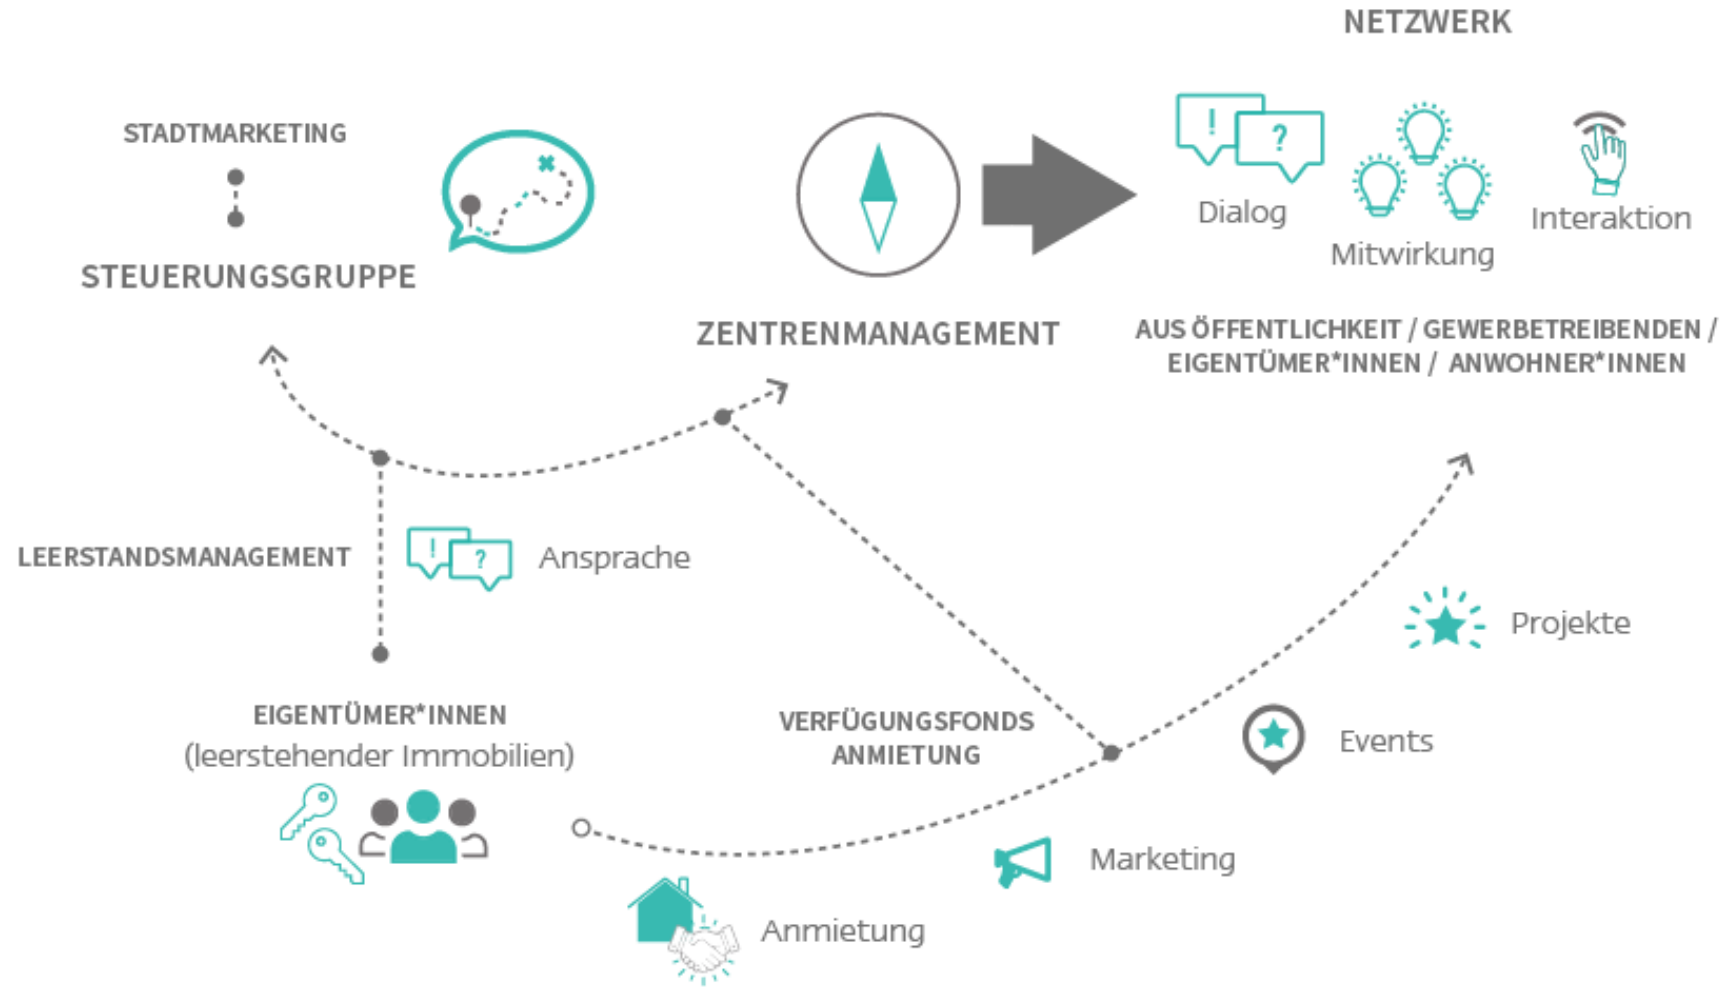 NETZWERK
STADTMARKETING
STEUERUNGSGRUPPE
ZENTRENMANAGEMENT
!
?
Dialog
Mitwirkung
Interaktion
AUS ÖFFENTLICHKEIT / GEWERBETREIBENDEN /
EIGENTÜMER*INNEN / ANWOHNER*INNEN
LEERSTANDSMANAGEMENT
!
?
Ansprache
EIGENTÜMER*INNEN
(leerstehender Immobilien)
VERFÜGUNGSFONDS
ANMIETUNG
Projekte
Events
Marketing
Anmietung